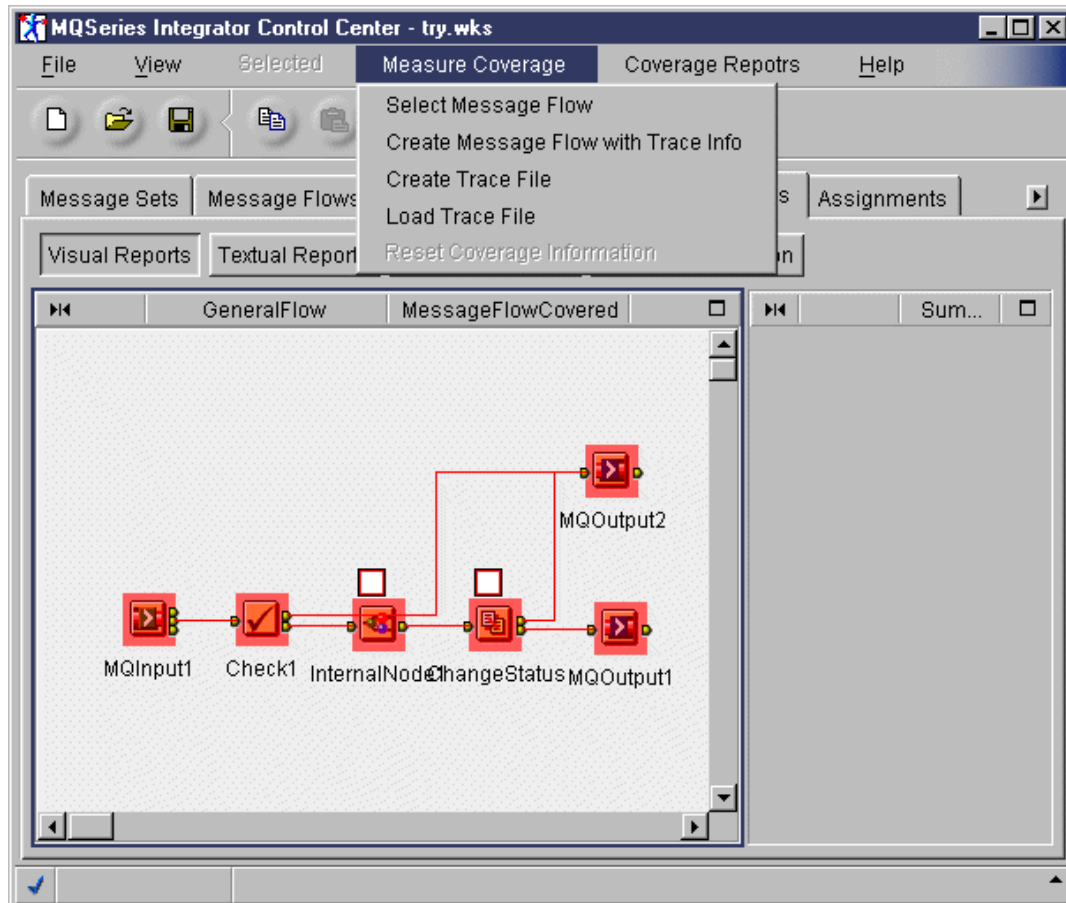 MQSeries Integrator Control Center - try.wks
File View Selected Measure Coverage Coverage Repotrs Help
Select Message Flow
Create Message Flow with Trace Info
Create Trace File
Load Trace File
Reset Coverage Information
Message Sets Message Flows s Assignments
Visual Reports Textual Report n
GeneralFlow MessageFlowCovered Sum...
MQOutput2
MQInput1 Check1 InternalNode1 ChangeStatus MQOutput1